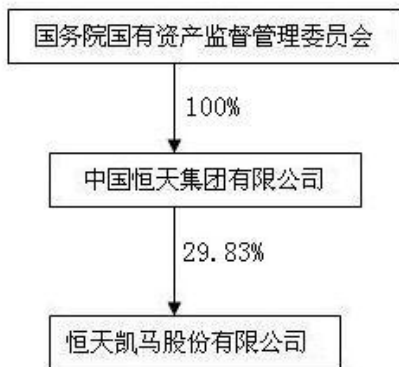 国务院国有资产监督管理委员会
100%
中国恒天集团有限公司
29.83%
恒天凯马股份有限公司